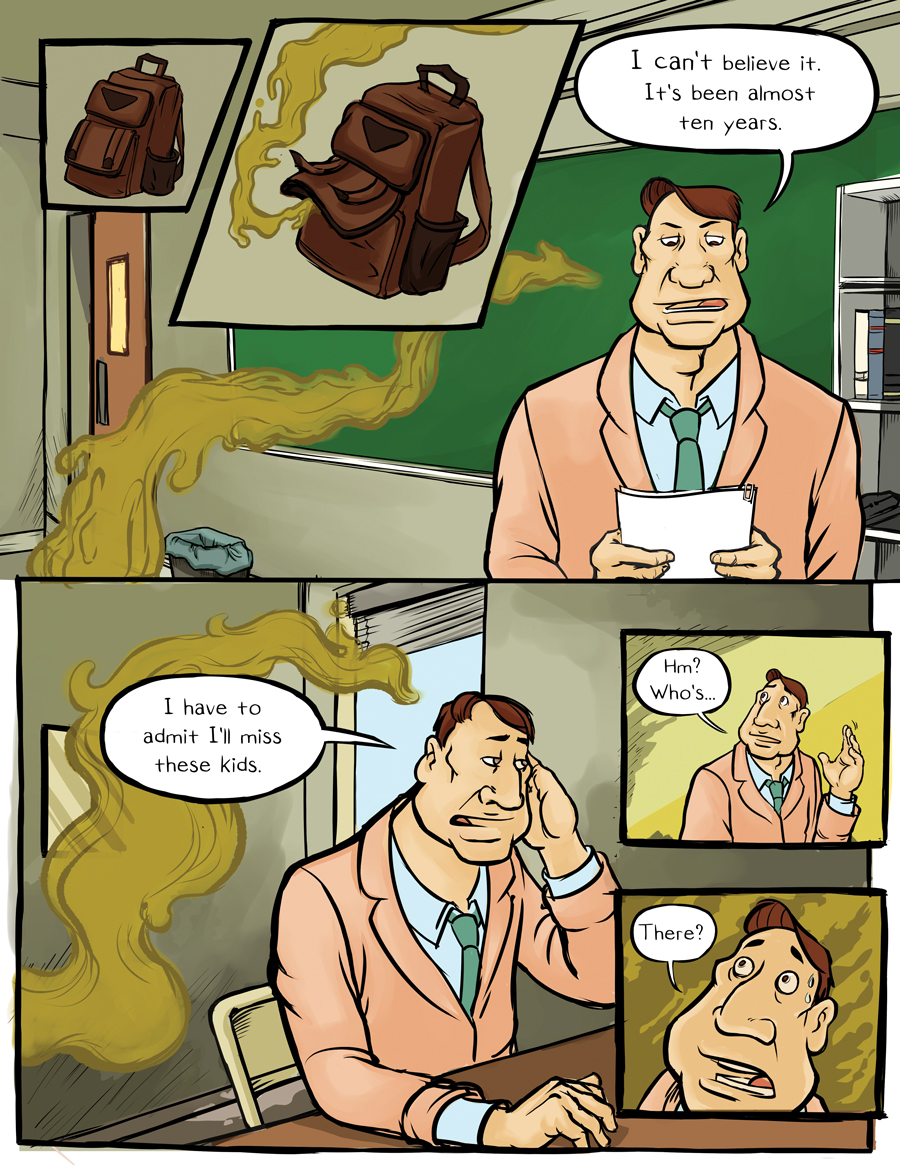 I can't believe it.
It's been almost
ten years.
I have to
admit I'll miss
these kids.
Hm?
Who's...
There?